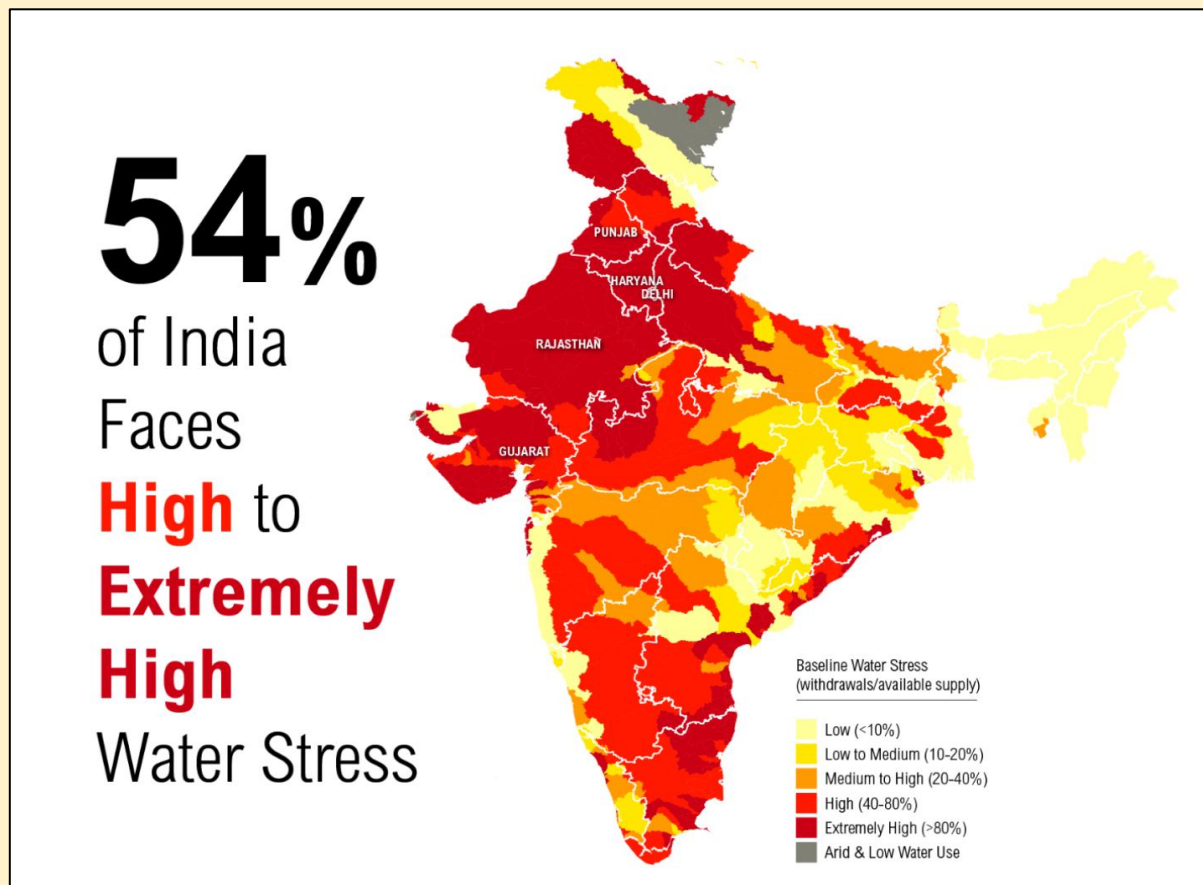 54%
of India
Faces
High to
Extremely
High
Water Stress
PUNJAB
HARYANA
DELHI
RAJASTHAN
GUJARAT
Baseline Water Stress
(withdrawals/available supply)
Low (<10%)
Low to Medium (10-20%)
Medium to High (20-40%)
High (40-80%)
Extremely High (>80%)
Arid & Low Water Use